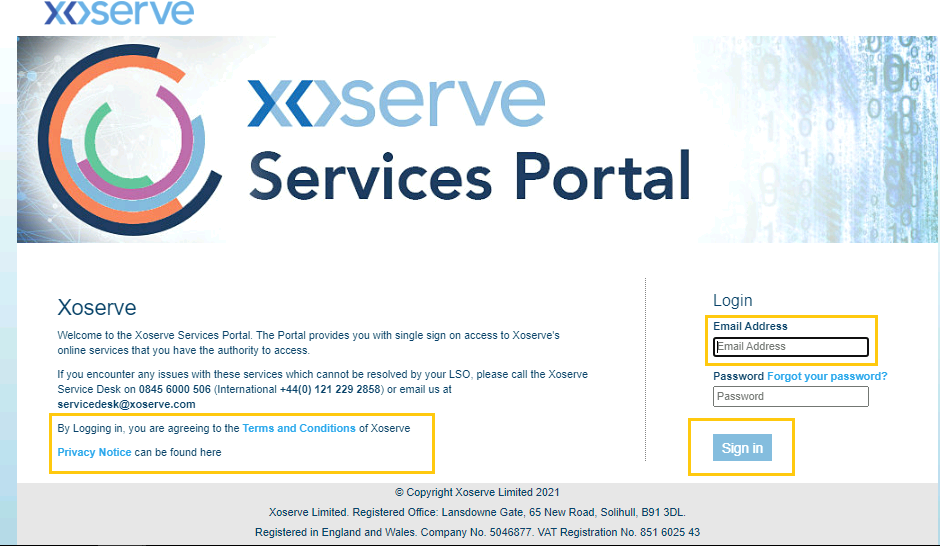 xoserve
xoserve
Services Portal
Xoserve
Welcome to the Xoserve Services Portal. The Portal provides you with single sign on access to Xoserve's
online services that you have the authority to access.
If you encounter any issues with these services which cannot be resolved by your LSO, please call the Xoserve
Service Desk on 0845 6000 506 (International +44(0) 121 229 2858) or email us at
servicedesk@xoserve.com
By Logging in, you are agreeing to the Terms and Conditions of Xoserve
Privacy Notice can be found here
Login
Email Address
Email Address
Password Forgot your password?
Password
Sign in
© Copyright Xoserve Limited 2021
Xoserve Limited. Registered Office: Lansdowne Gate, 65 New Road, Solihull, B91 3DL.
Registered in England and Wales. Company No. 5046877. VAT Registration No. 851 6025 43